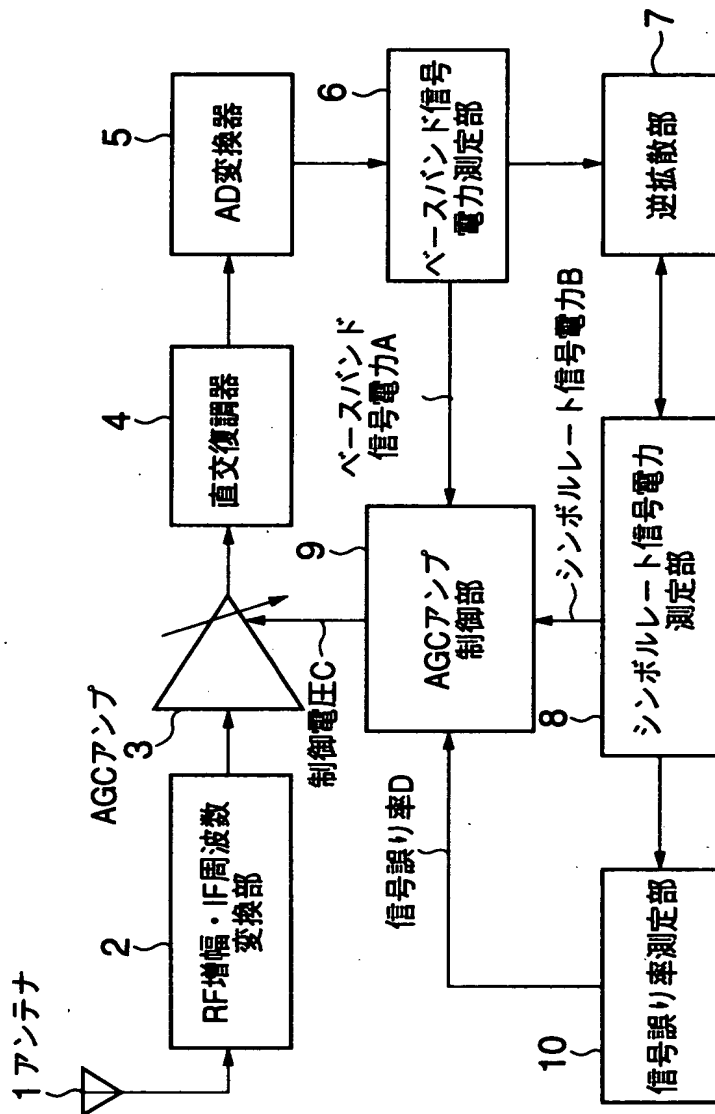 1 アンテナ
2
RF増幅・IF周波数
変換部
AGCアンプ
3
4
直交復調器
5
AD変換器
6
ベースバンド信号
電力測定部
7
逆拡散部
ベースバンド
信号電力A
シンボルレート信号電力B
制御電圧C
9
AGCアンプ
制御部
8
シンボルレート信号電力
測定部
信号誤り率D
10
信号誤り率測定部